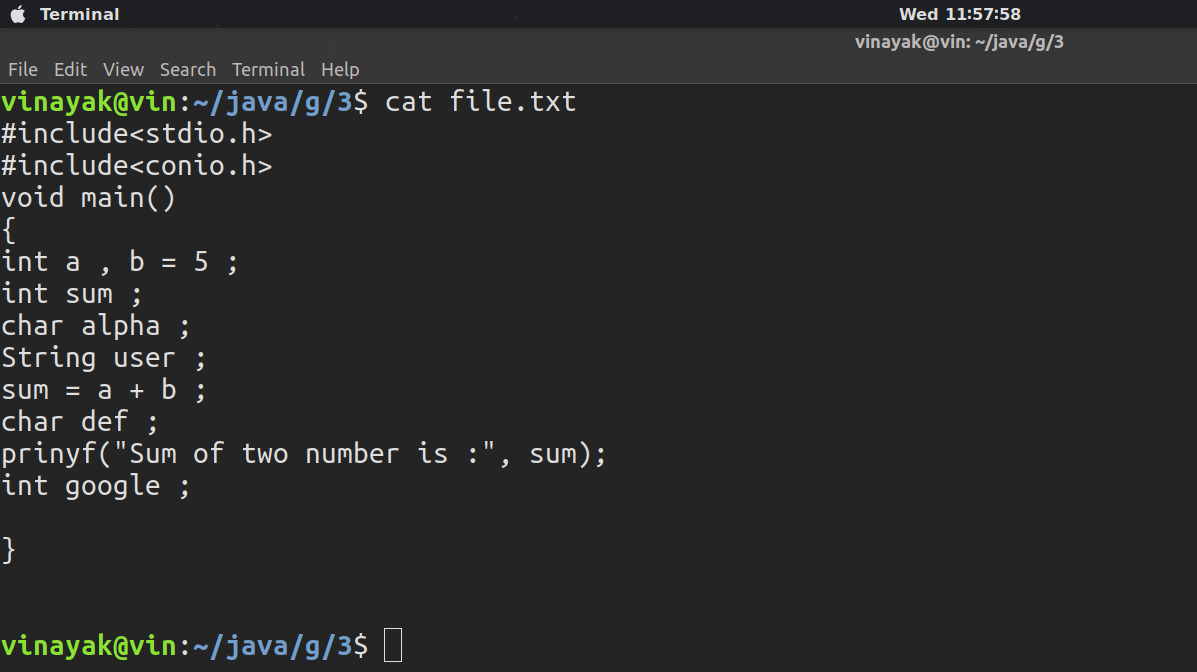 Terminal
Wed 11:57:58
vinayak@vin: ~/java/g/3
File Edit View Search Terminal Help
vinayak@vin:~/java/g/3$ cat file.txt
#include<stdio.h>
#include<conio.h>
void main()
{
int a , b = 5 ;
int sum ;
char alpha ;
String user ;
sum = a + b ;
char def ;
prinyf("Sum of two number is :", sum);
int google ;
}
vinayak@vin:~/java/g/3$